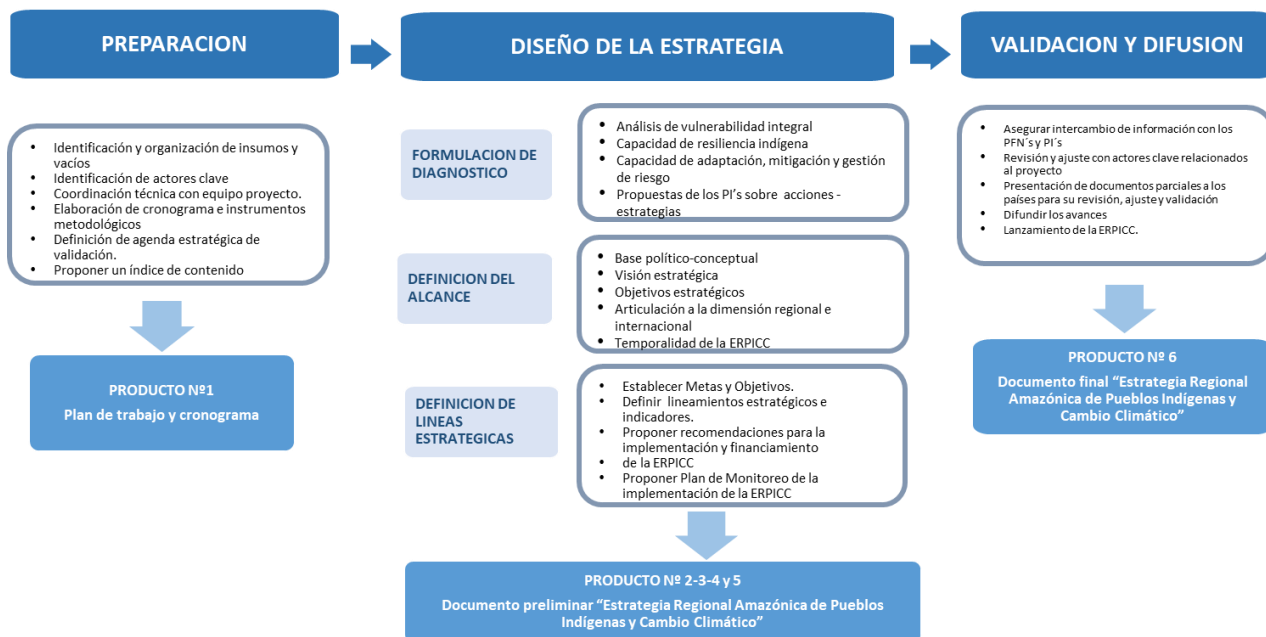 PREPARACION
• Identificación y organización de insumos y
vacíos
• Identificación de actores clave
• Coordinación técnica con equipo proyecto.
• Elaboración de cronograma e instrumentos
metodológicos
• Definición de agenda estratégica de
validación.
• Proponer un índice de contenido
PRODUCTO Nº1
Plan de trabajo y cronograma
DISEÑO DE LA ESTRATEGIA
FORMULACION DE
DIAGNOSTICO
• Análisis de vulnerabilidad integral
• Capacidad de resiliencia indígena
• Capacidad de adaptación, mitigación y gestión
de riesgo
• Propuestas de los PI’s sobre acciones -
estrategias
DEFINICION DEL
ALCANCE
• Base político-conceptual
• Visión estratégica
• Objetivos estratégicos
• Articulación a la dimensión regional e
internacional
• Temporalidad de la ERPICC
DEFINICION DE
LINEAS
ESTRATEGICAS
• Establecer Metas y Objetivos.
• Definir lineamientos estratégicos e
indicadores.
• Proponer recomendaciones para la
implementación y financiamiento
• de la ERPICC
• Proponer Plan de Monitoreo de la
implementación de la ERPICC
PRODUCTO Nº 2-3-4 y 5
Documento preliminar “Estrategia Regional Amazónica de Pueblos
Indígenas y Cambio Climático”
VALIDACION Y DIFUSION
• Asegurar intercambio de información con los
PFN´s y PI´s
• Revisión y ajuste con actores clave relacionados
al proyecto
• Presentación de documentos parciales a los
países para su revisión, ajuste y validación
• Difundir los avances
• Lanzamiento de la ERPICC.
PRODUCTO Nº 6
Documento final “Estrategia Regional
Amazónica de Pueblos Indígenas y
Cambio Climático”